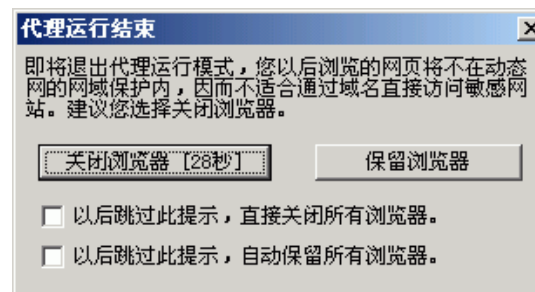 代理运行结束
即将退出代理运行模式，您以后浏览的网页将不在动态
网的网域保护内，因而不适合通过域名直接访问敏感网
站。建议您选择关闭浏览器。
关闭浏览器 [28秒] 保留浏览器
以后跳过此提示，直接关闭所有浏览器。
以后跳过此提示，自动保留所有浏览器。